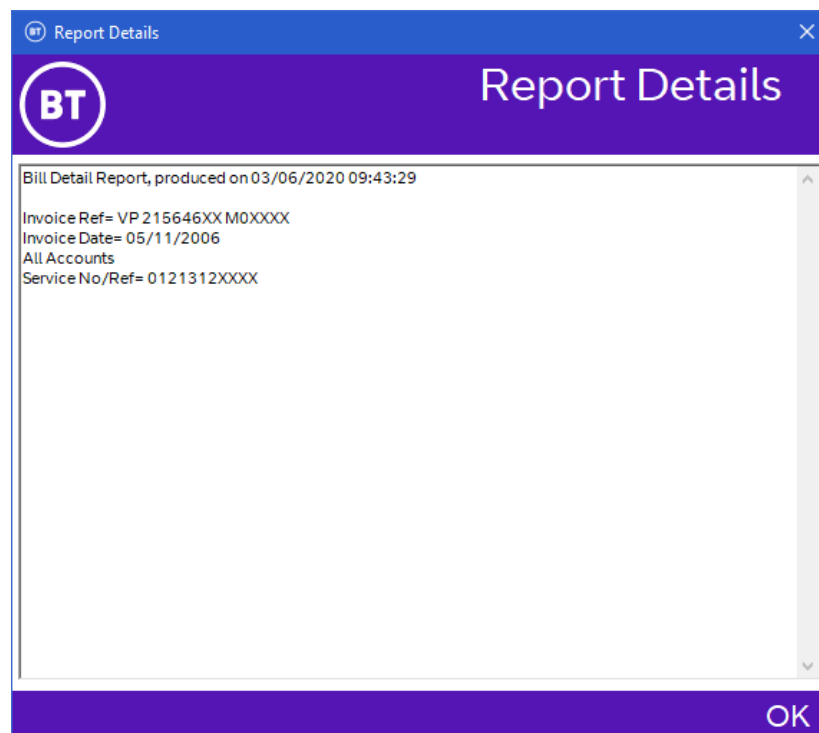 BT Report Details
BT
Report Details
Bill Detail Report, produced on 03/06/2020 09:43:29
Invoice Ref= VP 215646XX M0XXXX
Invoice Date= 05/11/2006
All Accounts
Service No/Ref= 0121312XXXX
OK